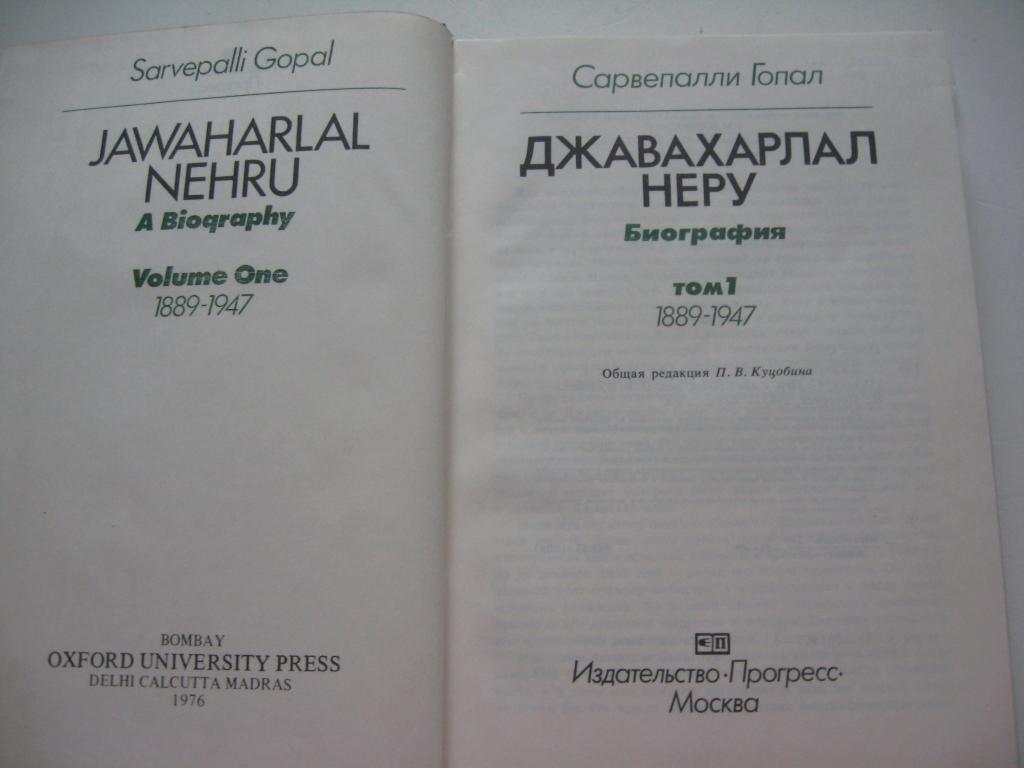 Sarvepalli Gopal
JAWAHARLAL
NEHRU
A Biography
Volume One
1889-1947
BOMBAY
OXFORD UNIVERSITY PRESS
DELHI CALCUTTA MADRAS
1976
Сарвепалли Гопал
ДЖАВАХАРЛАЛ
НЕРУ
Биография
том 1
1889-1947
Общая редакция П. В. Куцобина
Издательство·Прогресс·
Москва